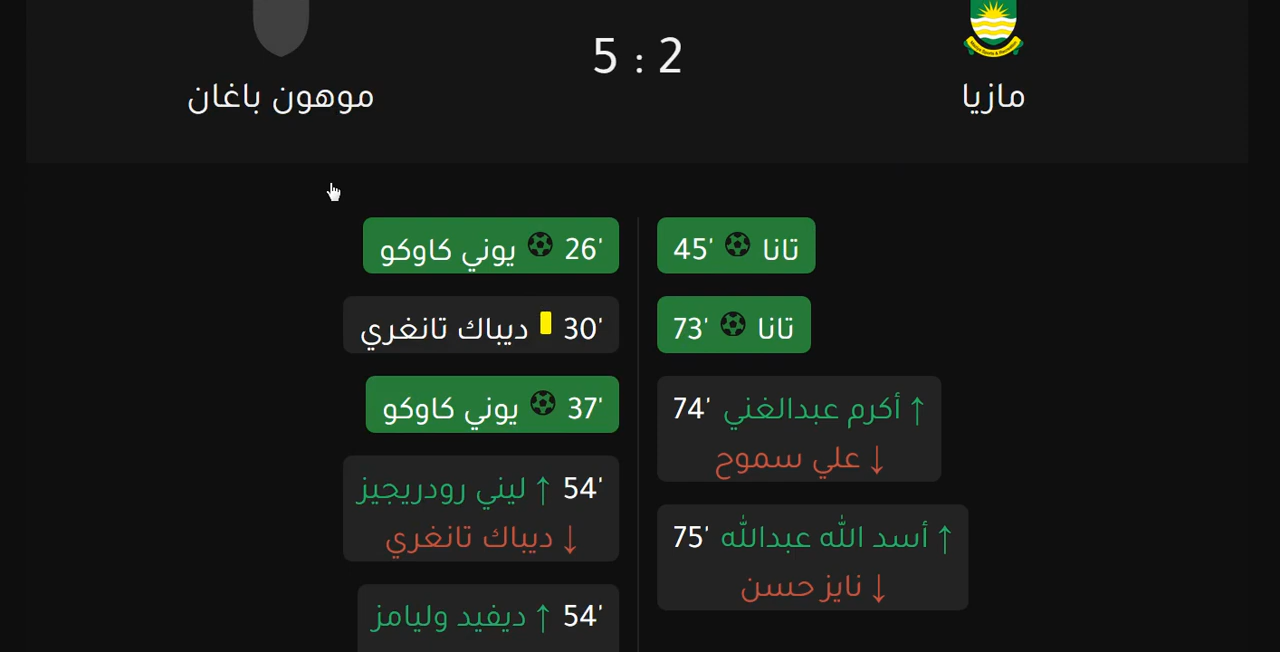 مازيا
5 : 2
موهون باغان
تانا 45'
تانا 73'
↑ أكرم عبدالغني 74'
↓ علي سموح
↑ أسد الله عبدالله 75'
↓ نايز حسن
26' يوني كاوكو
30' ديباك تانغري
37' يوني كاوكو
54' ↑ ليني رودريجيز
↓ ديباك تانغري
54' ↑ ديفيد وليامز